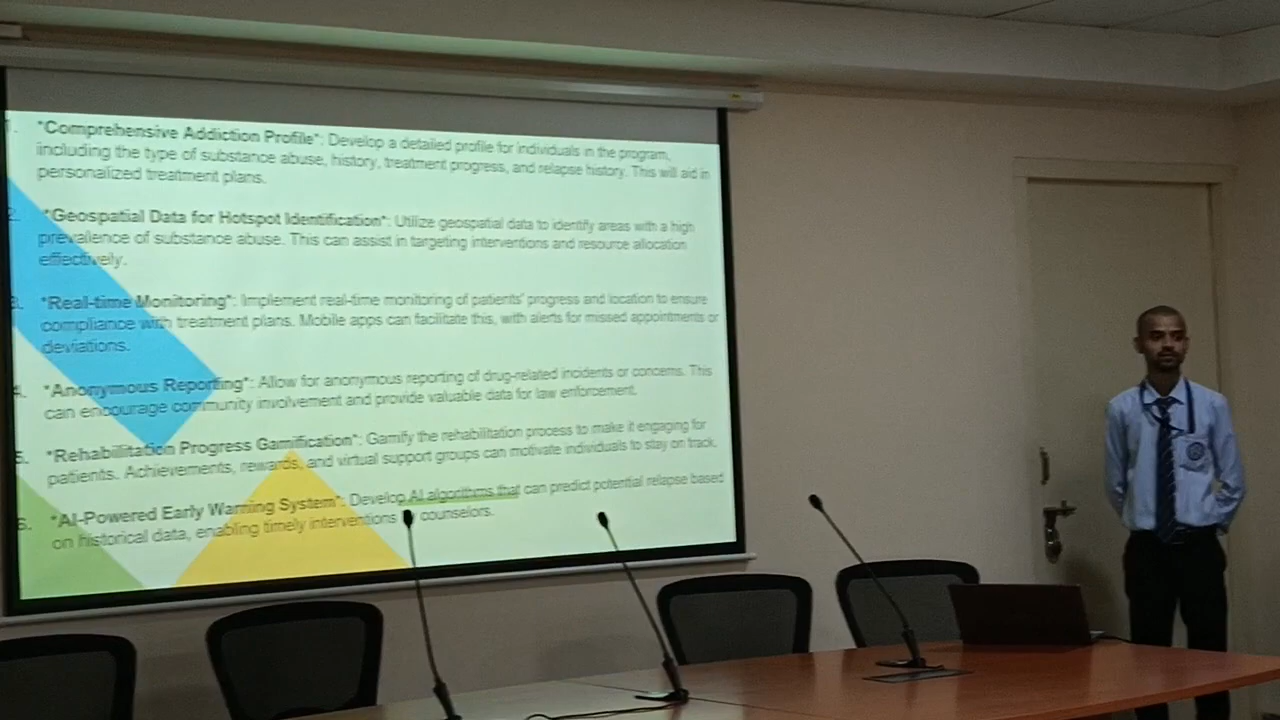 1. *Comprehensive Addiction Profile*: Develop a detailed profile for individuals in the program,
including the type of substance abuse, history, treatment progress, and relapse history. This will aid in
personalized treatment plans.
2. *Geospatial Data for Hotspot Identification*: Utilize geospatial data to identify areas with a high
prevalence of substance abuse. This can assist in targeting interventions and resource allocation
effectively.
3. *Real-time Monitoring*: Implement real-time monitoring of patients' progress and location to ensure
compliance with treatment plans. Mobile apps can facilitate this, with alerts for missed appointments or
deviations.
4. *Anonymous Reporting*: Allow for anonymous reporting of drug-related incidents or concerns. This
can encourage community involvement and provide valuable data for law enforcement.
5. *Rehabilitation Progress Gamification*: Gamify the rehabilitation process to make it engaging for
patients. Achievements, rewards, and virtual support groups can motivate individuals to stay on track.
6. *AI-Powered Early Warning System*: Develop AI algorithms that can predict potential relapse based
on historical data, enabling timely interventions by counselors.